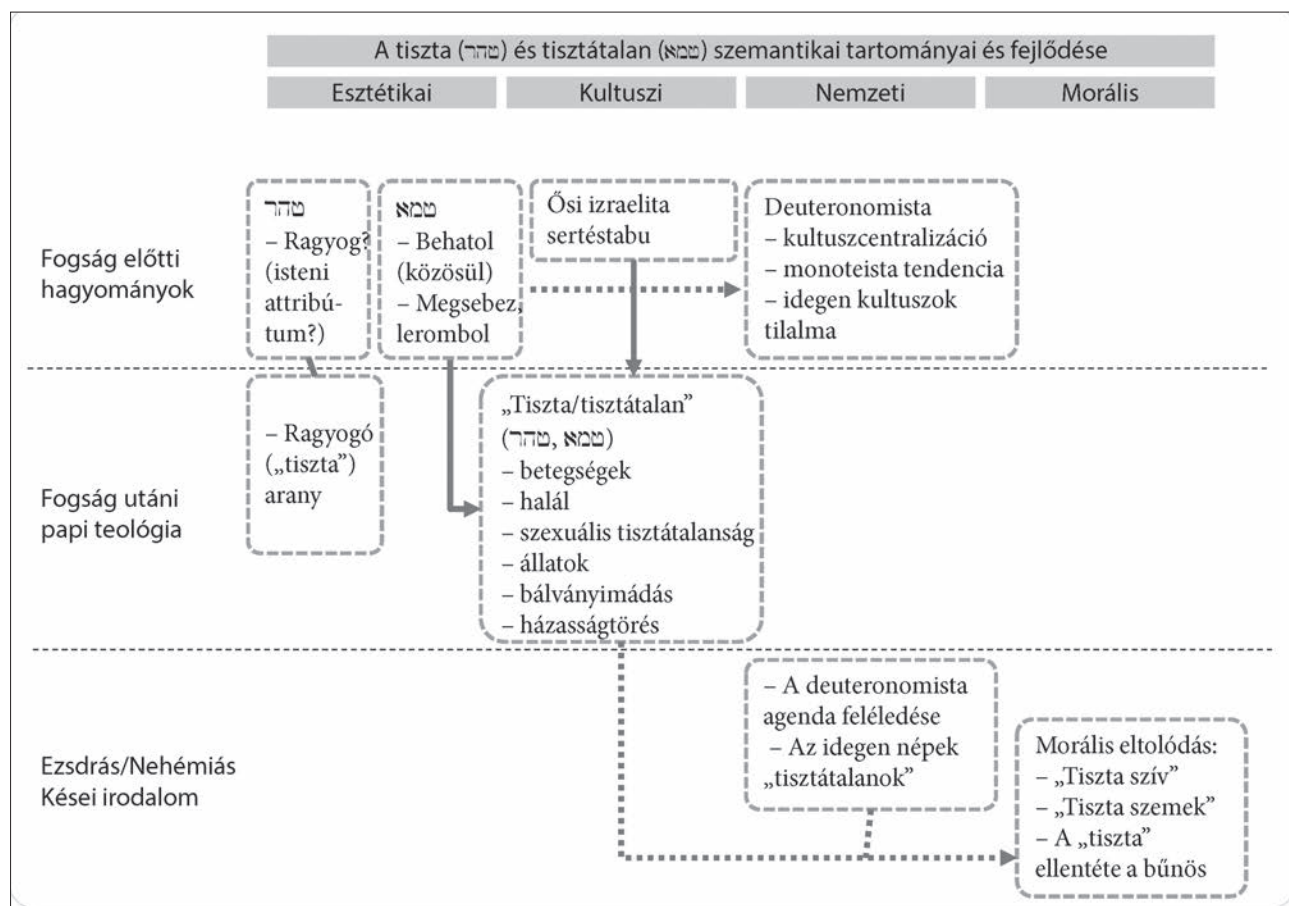 A tiszta (טהר) és tisztátalan (טמא) szemantikai tartományai és fejlődése
Esztétikai
Kultuszi
Nemzeti
Morális
Fogság előtti
hagyományok
טהר
– Ragyog?
(isteni
attribú-
tum?)
טמא
– Behatol
(közösül)
– Megsebez,
lerombol
Ősi izraelita
sertéstabu
Deuteronomista
– kultuszcentralizáció
– monoteista tendencia
– idegen kultuszok
tilalma
Fogság utáni
papi teológia
– Ragyogó
(„tiszta”)
arany
„Tiszta/tisztátalan”
(טהר, טמא)
– betegségek
– halál
– szexuális tisztátalanság
– állatok
– bálványimádás
– házasságtörés
Ezsdrás/Nehémiás
Kései irodalom
– A deuteronomista
agenda feléledése
– Az idegen népek
„tisztátalanok”
Morális eltolódás:
– „Tiszta szív”
– „Tiszta szemek”
– A „tiszta”
ellentéte a bűnös